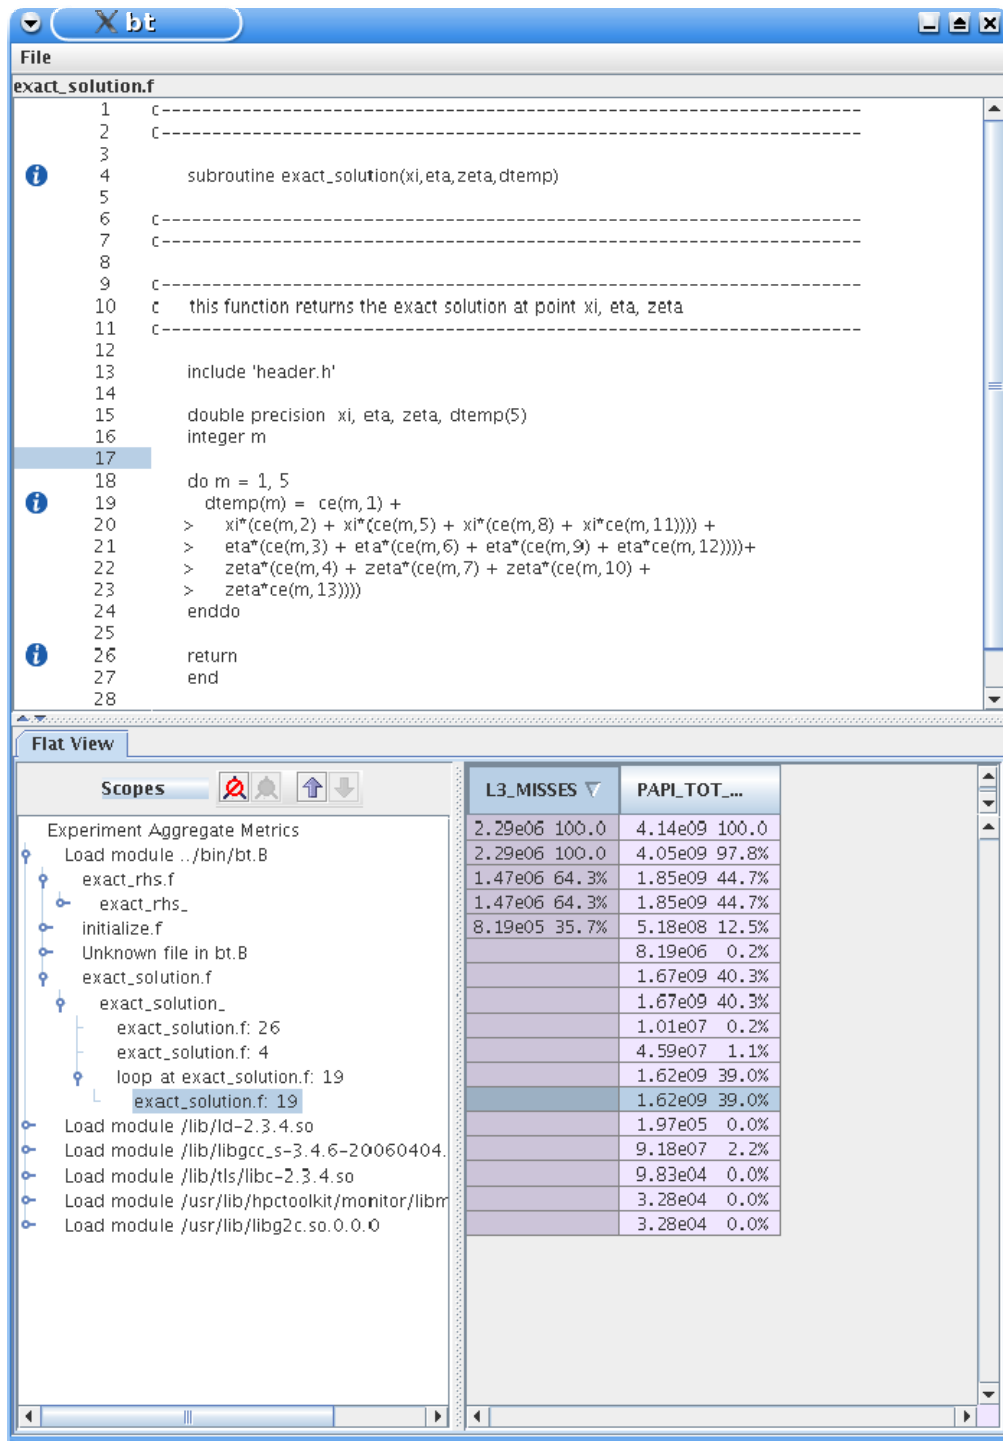 bt
File
exact_solution.f
1 c---------------------------------------------------------------------
2 c---------------------------------------------------------------------
3
4 subroutine exact_solution(xi,eta,zeta,dtemp)
5
6 c---------------------------------------------------------------------
7 c---------------------------------------------------------------------
8
9 c---------------------------------------------------------------------
10 c this function returns the exact solution at point xi, eta, zeta
11 c---------------------------------------------------------------------
12
13 include 'header.h'
14
15 double precision xi, eta, zeta, dtemp(5)
16 integer m
17
18 do m = 1, 5
19 dtemp(m) = ce(m,1) +
20 > xi*(ce(m,2) + xi*(ce(m,5) + xi*(ce(m,8) + xi*ce(m,11)))) +
21 > eta*(ce(m,3) + eta*(ce(m,6) + eta*(ce(m,9) + eta*ce(m,12))))+
22 > zeta*(ce(m,4) + zeta*(ce(m,7) + zeta*(ce(m,10) +
23 > zeta*ce(m,13))))
24 enddo
25
26 return
27 end
28
Flat View
Scopes L3_MISSES PAPI_TOT_...
Experiment Aggregate Metrics 2.29e06 100.0 4.14e09 100.0
Load module ../bin/bt.B 2.29e06 100.0 4.05e09 97.8%
exact_rhs.f 1.47e06 64.3% 1.85e09 44.7%
exact_rhs_ 1.47e06 64.3% 1.85e09 44.7%
initialize.f 8.19e05 35.7% 5.18e08 12.5%
Unknown file in bt.B 8.19e06 0.2%
exact_solution.f 1.67e09 40.3%
exact_solution_ 1.67e09 40.3%
exact_solution.f: 26 1.01e07 0.2%
exact_solution.f: 4 4.59e07 1.1%
loop at exact_solution.f: 19 1.62e09 39.0%
exact_solution.f: 19 1.62e09 39.0%
Load module /lib/ld-2.3.4.so 1.97e05 0.0%
Load module /lib/libgcc_s-3.4.6-20060404. 9.18e07 2.2%
Load module /lib/tls/libc-2.3.4.so 9.83e04 0.0%
Load module /usr/lib/hpctoolkit/monitor/libm 3.28e04 0.0%
Load module /usr/lib/libg2c.so.0.0.0 3.28e04 0.0%